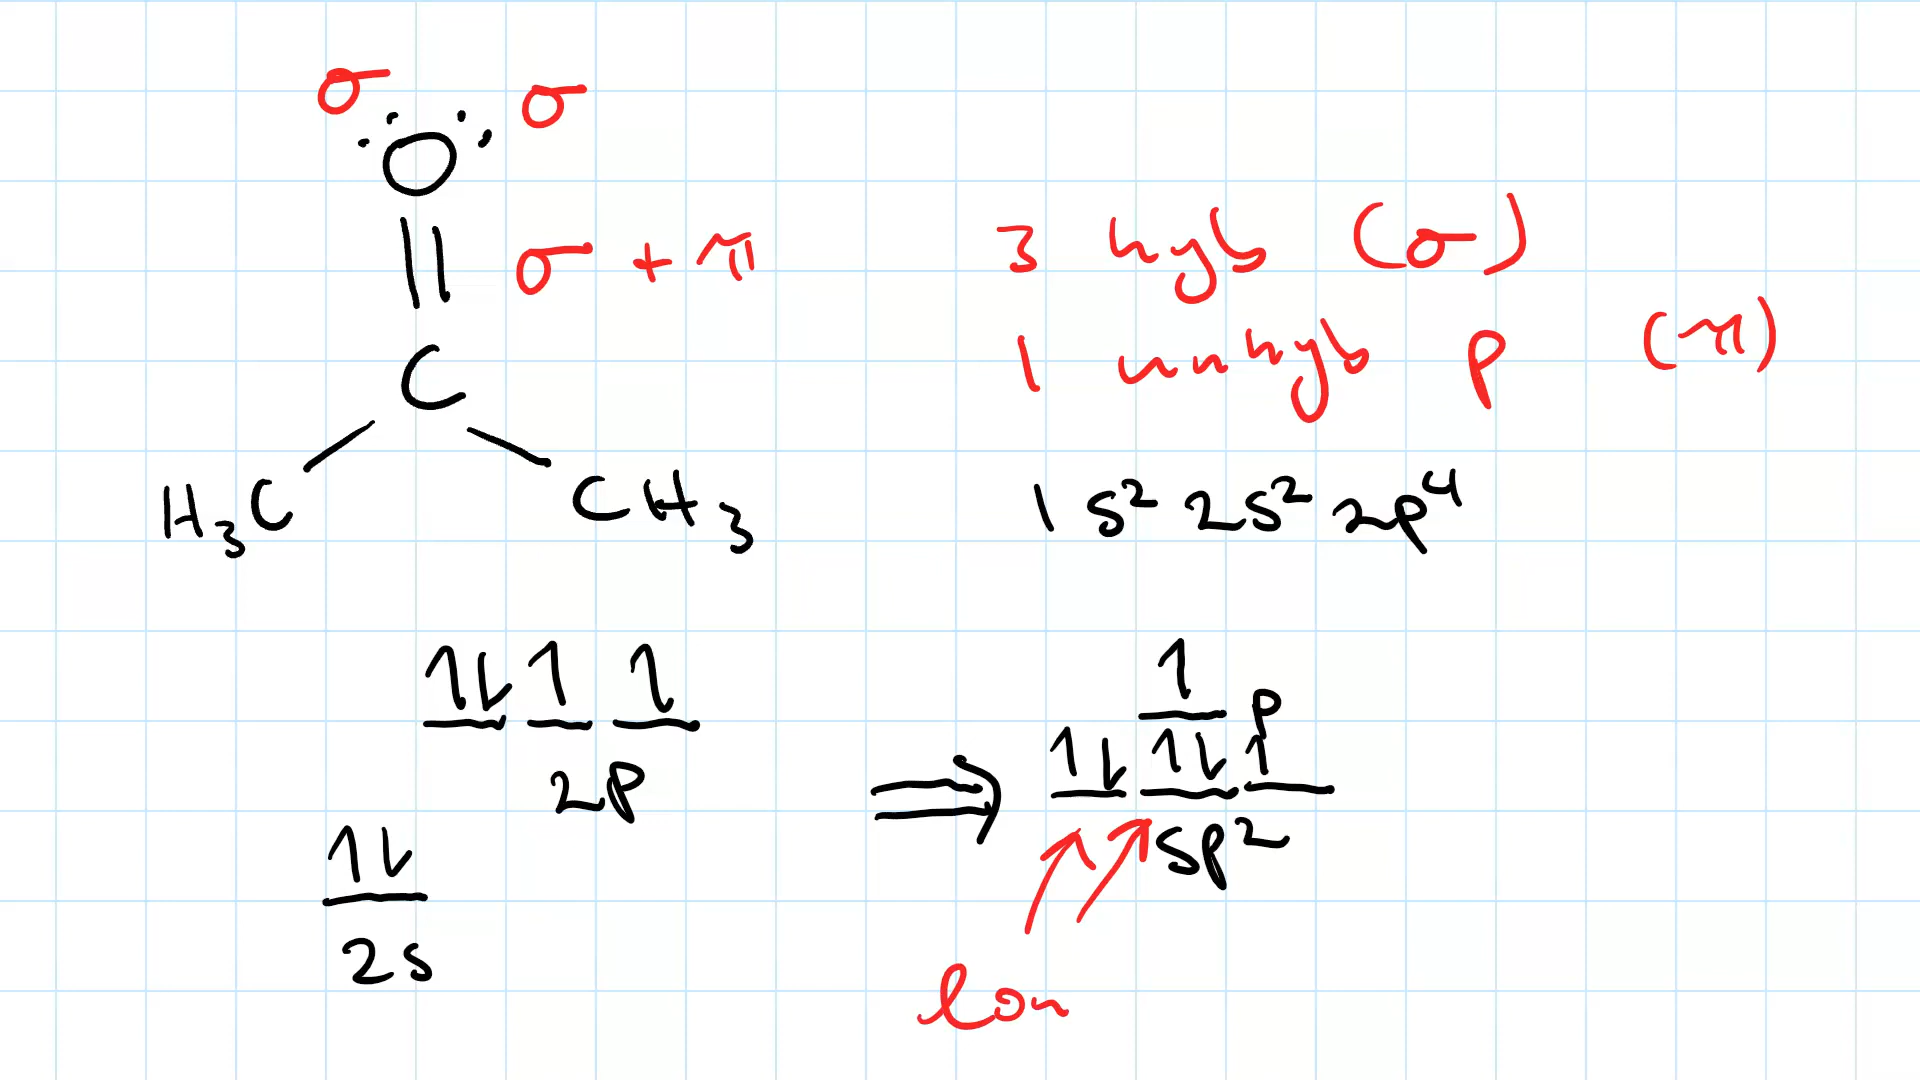 σ σ
O
σ + π
C
H3C CH3
3 hyb (σ)
1 unhyb p (π)
1s² 2s² 2p⁴
↿⇂ ↿ ↿
2p
↿⇂
2s
⇒
↿ p
↿⇂ ↿⇂ ↿
sp²
lon